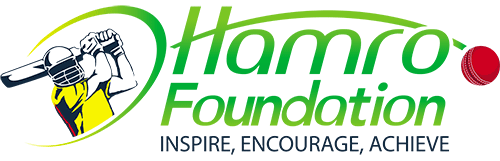 Hamro
Foundation
INSPIRE, ENCOURAGE, ACHIEVE